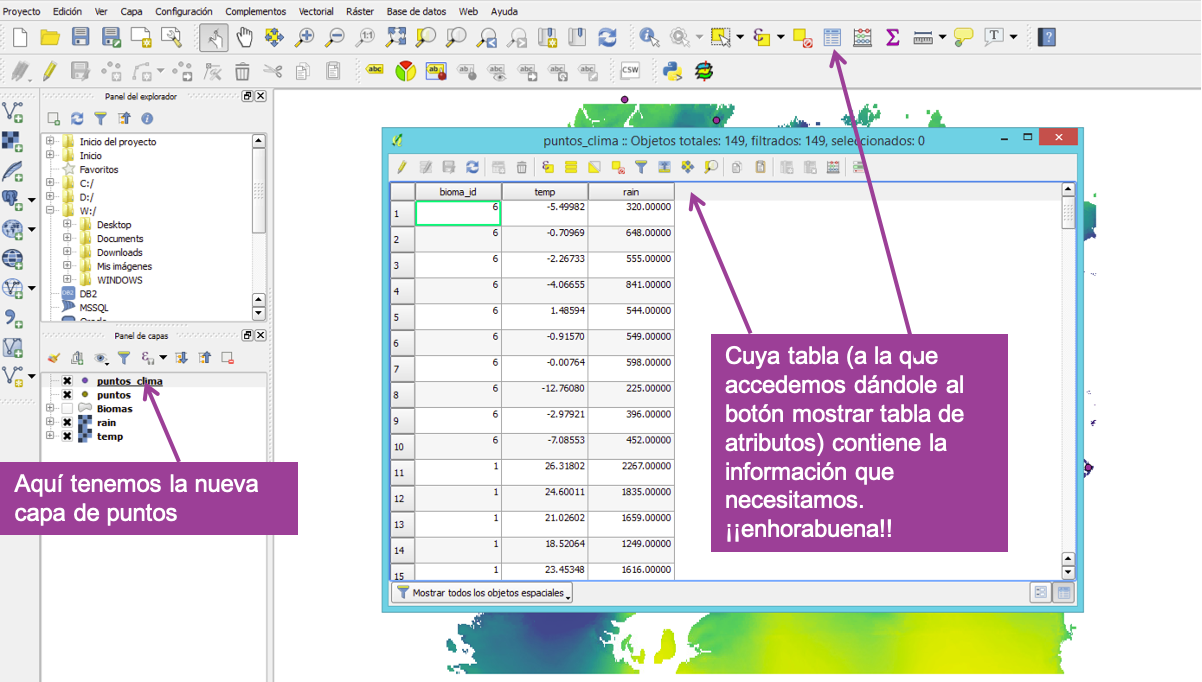 Proyecto Edición Ver Capa Configuración Complementos Vectorial Ráster Base de datos Web Ayuda
abc ab abc abc abc abc abc CSW
Panel del explorador
Inicio del proyecto
Inicio
Favoritos
C:/
D:/
W:/
Desktop
Documents
Downloads
Mis imágenes
WINDOWS
DB2
MSSQL
Panel de capas
puntos_clima
puntos
Biomas
rain
temp
Aquí tenemos la nueva
capa de puntos
puntos_clima :: Objetos totales: 149, filtrados: 149, seleccionados: 0
bioma_id temp rain
1 6 -5.49982 320.00000
2 6 -0.70969 648.00000
3 6 -2.26733 555.00000
4 6 -4.06655 841.00000
5 6 1.48594 544.00000
6 6 -0.91570 549.00000
7 6 -0.00764 598.00000
8 6 -12.76080 225.00000
9 6 -2.97921 396.00000
10 6 -7.08553 452.00000
11 1 26.31802 2267.00000
12 1 24.60011 1835.00000
13 1 21.02602 1659.00000
14 1 18.52064 1249.00000
15 1 23.45348 1616.00000
Mostrar todos los objetos espaciales
Cuya tabla (a la que
accedemos dándole al
botón mostrar tabla de
atributos) contiene la
información que
necesitamos.
¡¡enhorabuena!!